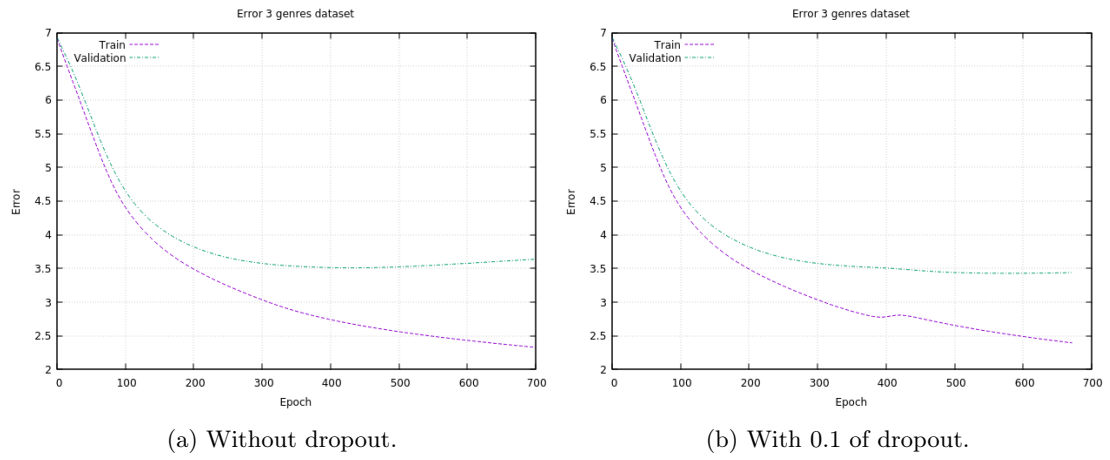 Error 3 genres dataset
Train
Validation
Error
7
6.5
6
5.5
5
4.5
4
3.5
3
2.5
2
0 100 200 300 400 500 600 700
Epoch
(a) Without dropout.
Error 3 genres dataset
Train
Validation
Error
7
6.5
6
5.5
5
4.5
4
3.5
3
2.5
2
0 100 200 300 400 500 600 700
Epoch
(b) With 0.1 of dropout.